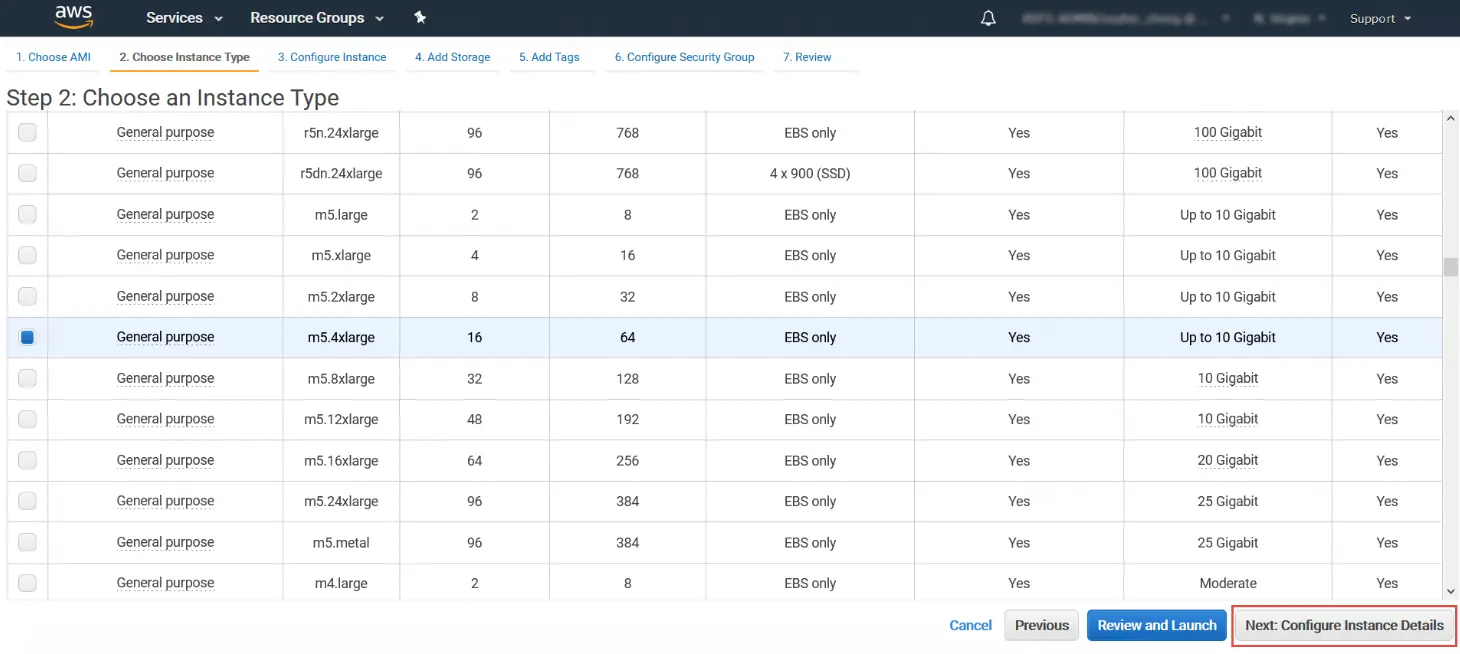 aws Services Resource Groups Support
1. Choose AMI 2. Choose Instance Type 3. Configure Instance 4. Add Storage 5. Add Tags 6. Configure Security Group 7. Review
Step 2: Choose an Instance Type
General purpose r5n.24xlarge 96 768 EBS only Yes 100 Gigabit Yes
General purpose r5dn.24xlarge 96 768 4 x 900 (SSD) Yes 100 Gigabit Yes
General purpose m5.large 2 8 EBS only Yes Up to 10 Gigabit Yes
General purpose m5.xlarge 4 16 EBS only Yes Up to 10 Gigabit Yes
General purpose m5.2xlarge 8 32 EBS only Yes Up to 10 Gigabit Yes
General purpose m5.4xlarge 16 64 EBS only Yes Up to 10 Gigabit Yes
General purpose m5.8xlarge 32 128 EBS only Yes 10 Gigabit Yes
General purpose m5.12xlarge 48 192 EBS only Yes 10 Gigabit Yes
General purpose m5.16xlarge 64 256 EBS only Yes 20 Gigabit Yes
General purpose m5.24xlarge 96 384 EBS only Yes 25 Gigabit Yes
General purpose m5.metal 96 384 EBS only Yes 25 Gigabit Yes
General purpose m4.large 2 8 EBS only Yes Moderate Yes
Cancel Previous Review and Launch Next: Configure Instance Details